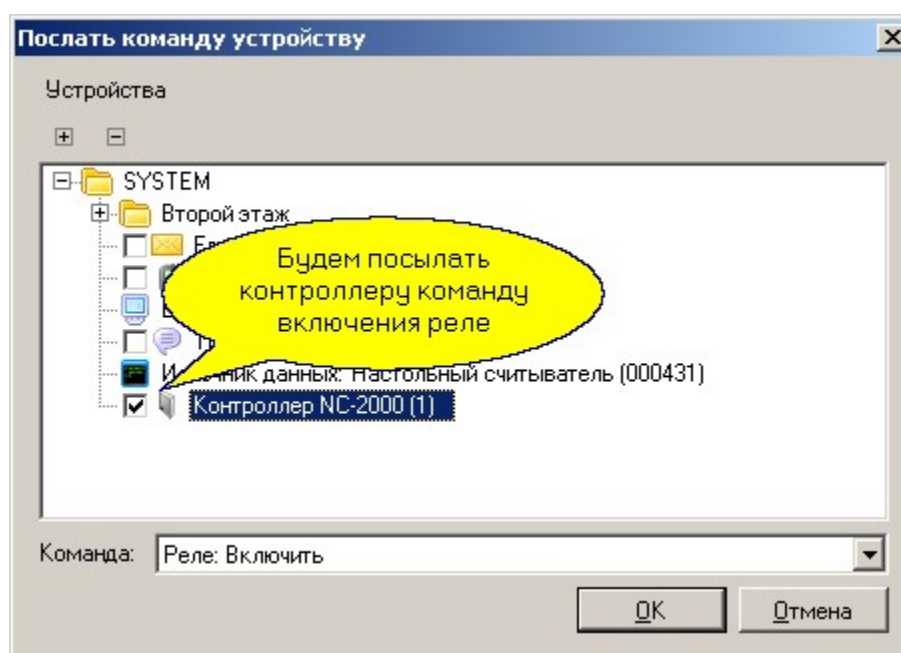 Послать команду устройству
Устройства
SYSTEM
Второй этаж
Будем посылать
контроллеру команду
включения реле
данных: Настольный считыватель (000431)
Контроллер NC-2000 (1)
Команда: Реле: Включить
OK Отмена